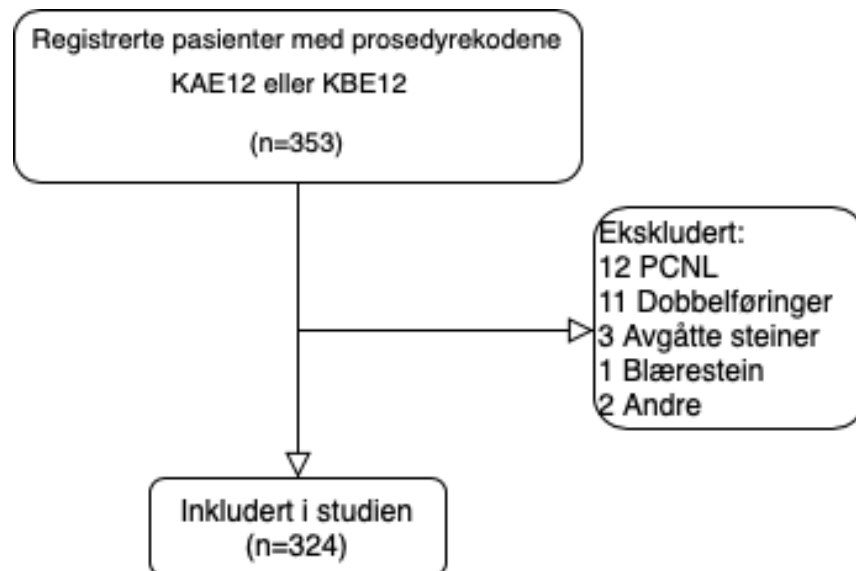 Registrerte pasienter med prosedyrekodene
KAE12 eller KBE12
(n=353)
Ekskludert:
12 PCNL
11 Dobbelføringer
3 Avgåtte steiner
1 Blærestein
2 Andre
Inkludert i studien
(n=324)